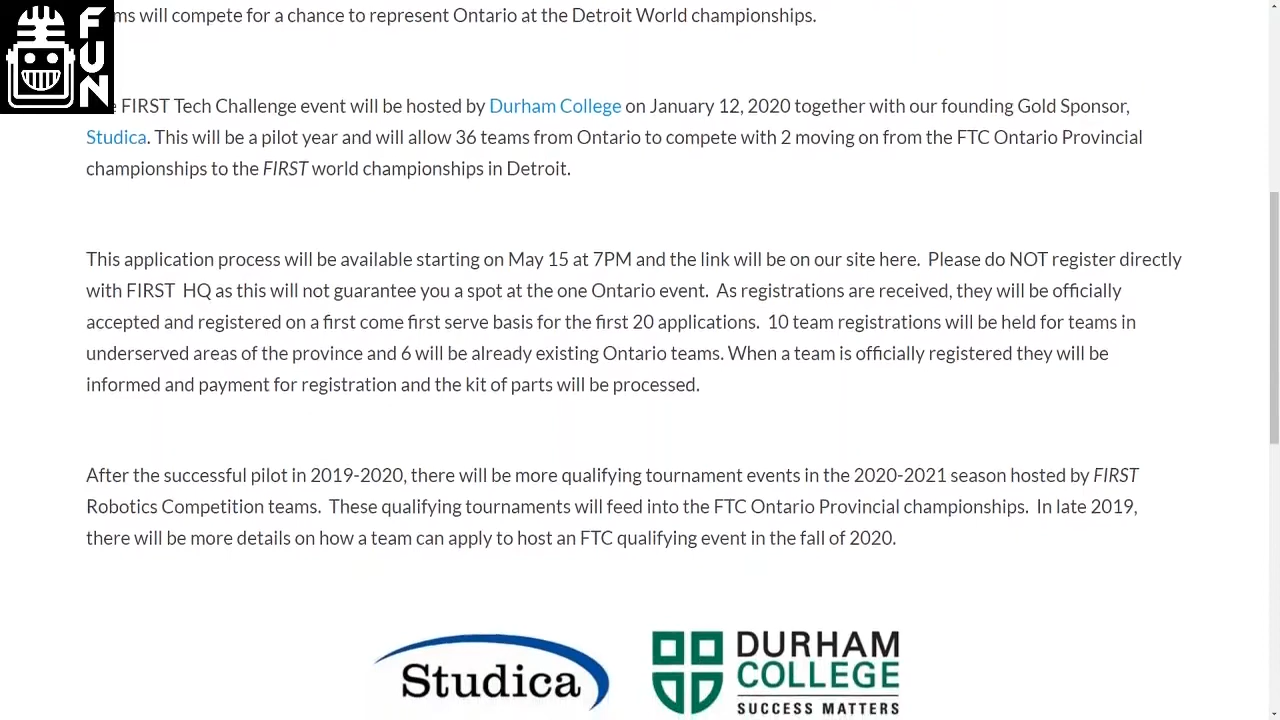 FUN
ms will compete for a chance to represent Ontario at the Detroit World championships.
FIRST Tech Challenge event will be hosted by Durham College on January 12, 2020 together with our founding Gold Sponsor,
Studica. This will be a pilot year and will allow 36 teams from Ontario to compete with 2 moving on from the FTC Ontario Provincial
championships to the FIRST world championships in Detroit.
This application process will be available starting on May 15 at 7PM and the link will be on our site here.  Please do NOT register directly
with FIRST  HQ as this will not guarantee you a spot at the one Ontario event.  As registrations are received, they will be officially
accepted and registered on a first come first serve basis for the first 20 applications.  10 team registrations will be held for teams in
underserved areas of the province and 6 will be already existing Ontario teams. When a team is officially registered they will be
informed and payment for registration and the kit of parts will be processed.
After the successful pilot in 2019-2020, there will be more qualifying tournament events in the 2020-2021 season hosted by FIRST
Robotics Competition teams.  These qualifying tournaments will feed into the FTC Ontario Provincial championships.  In late 2019,
there will be more details on how a team can apply to host an FTC qualifying event in the fall of 2020.
Studica
DURHAM
COLLEGE
SUCCESS MATTERS